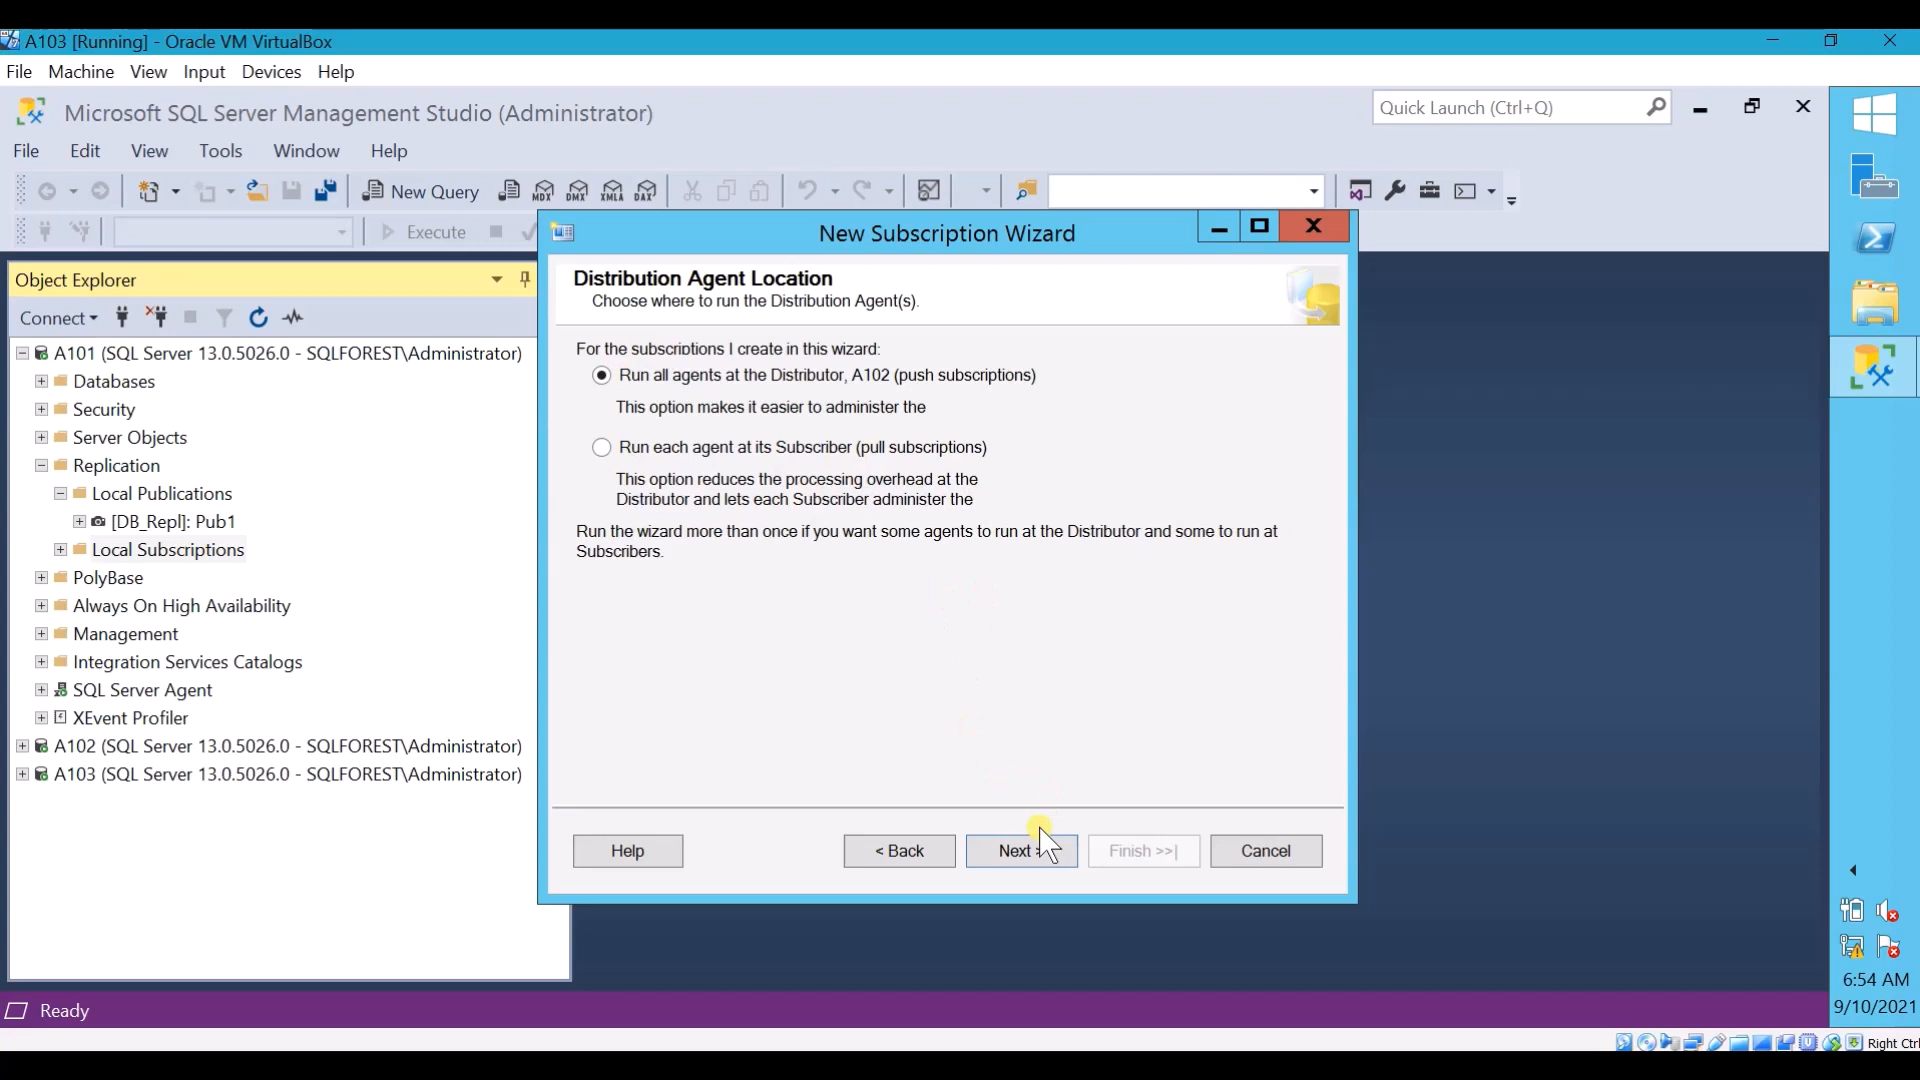 A103 [Running] - Oracle VM VirtualBox
File Machine View Input Devices Help
Microsoft SQL Server Management Studio (Administrator)
Quick Launch (Ctrl+Q)
File Edit View Tools Window Help
New Query
MDX DMX XMLA DAX
Execute
Object Explorer
Connect
A101 (SQL Server 13.0.5026.0 - SQLFOREST\Administrator)
Databases
Security
Server Objects
Replication
Local Publications
[DB_Repl]: Pub1
Local Subscriptions
PolyBase
Always On High Availability
Management
Integration Services Catalogs
SQL Server Agent
XEvent Profiler
A102 (SQL Server 13.0.5026.0 - SQLFOREST\Administrator)
A103 (SQL Server 13.0.5026.0 - SQLFOREST\Administrator)
New Subscription Wizard
Distribution Agent Location
Choose where to run the Distribution Agent(s).
For the subscriptions I create in this wizard:
Run all agents at the Distributor, A102 (push subscriptions)
This option makes it easier to administer the
Run each agent at its Subscriber (pull subscriptions)
This option reduces the processing overhead at the
Distributor and lets each Subscriber administer the
Run the wizard more than once if you want some agents to run at the Distributor and some to run at
Subscribers.
Help
< Back
Next >
Finish >>|
Cancel
Ready
6:54 AM
9/10/2021
Right Ctrl